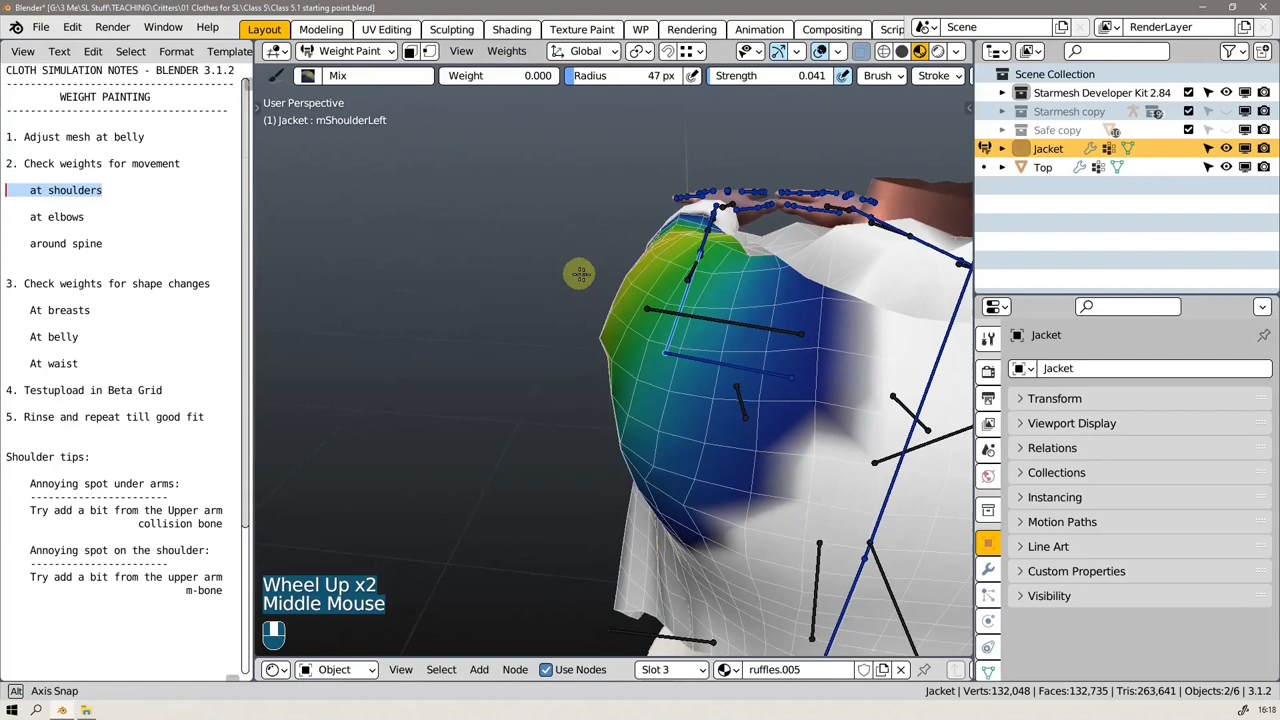 Blender* [G:\3 Me\SL Stuff\TEACHING\Critters\01 Clothes for SL\Class 5\Class 5.1 starting point.blend]
File Edit Render Window Help
Layout Modeling UV Editing Sculpting Shading Texture Paint WP Rendering Animation Compositing Scrip
Scene
RenderLayer
View Text Edit Select Format Template
Weight Paint View Weights Global
Mix
Weight 0.000
Radius 47 px
Strength 0.041
Brush
Stroke
CLOTH SIMULATION NOTES - BLENDER 3.1.2
WEIGHT PAINTING
1. Adjust mesh at belly
2. Check weights for movement
at shoulders
at elbows
around spine
3. Check weights for shape changes
At breasts
At belly
At waist
4. Testupload in Beta Grid
5. Rinse and repeat till good fit
Shoulder tips:
Annoying spot under arms:
Try add a bit from the Upper arm
collision bone
Annoying spot on the shoulder:
Try add a bit from the upper arm
m-bone
User Perspective
(1) Jacket : mShoulderLeft
Wheel Up x2
Middle Mouse
Scene Collection
Starmesh Developer Kit 2.84
Starmesh copy
Safe copy
Jacket
Top
Jacket
Jacket
Transform
Viewport Display
Relations
Collections
Instancing
Motion Paths
Line Art
Custom Properties
Visibility
Object View Select Add Node Use Nodes Slot 3 ruffles.005
Alt Axis Snap
Jacket | Verts:132,048 | Faces:132,735 | Tris:263,641 | Objects:2/6 | 3.1.2
16:18